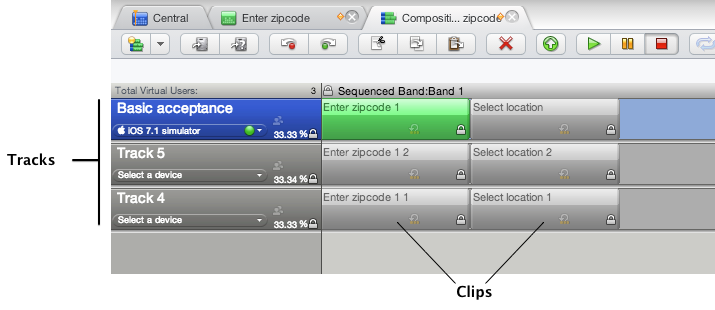 Central
Enter zipcode
Compositi... zipcode
Total Virtual Users: 3
Sequenced Band:Band 1
Basic acceptance
Enter zipcode 1
Select location
iOS 7.1 simulator
33.33 %
Tracks
Track 5
Enter zipcode 1 2
Select location 2
Select a device
33.34 %
Track 4
Enter zipcode 1 1
Select location 1
Select a device
33.33 %
Clips